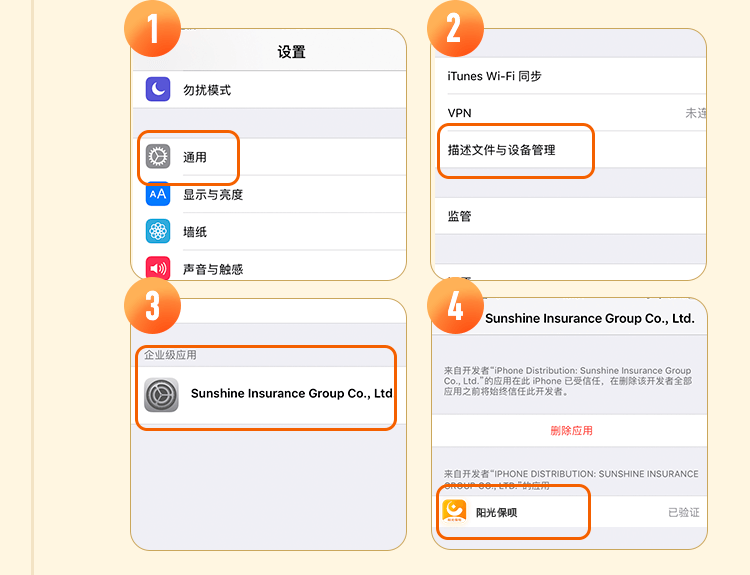 1
设置
勿扰模式
通用
AA 显示与亮度
墙纸
声音与触感
2
iTunes Wi-Fi 同步
VPN 未连
描述文件与设备管理
监管
3
企业级应用
Sunshine Insurance Group Co., Ltd
4
Sunshine Insurance Group Co., Ltd.
来自开发者“iPhone Distribution: Sunshine Insurance Group
Co., Ltd.”的应用在此 iPhone 已受信任，在删除该开发者全部
应用之前将始终信任此开发者。
删除应用
来自开发者“IPHONE DISTRIBUTION: SUNSHINE INSURANCE
GROUP CO., LTD.”的应用
阳光保呗 已验证